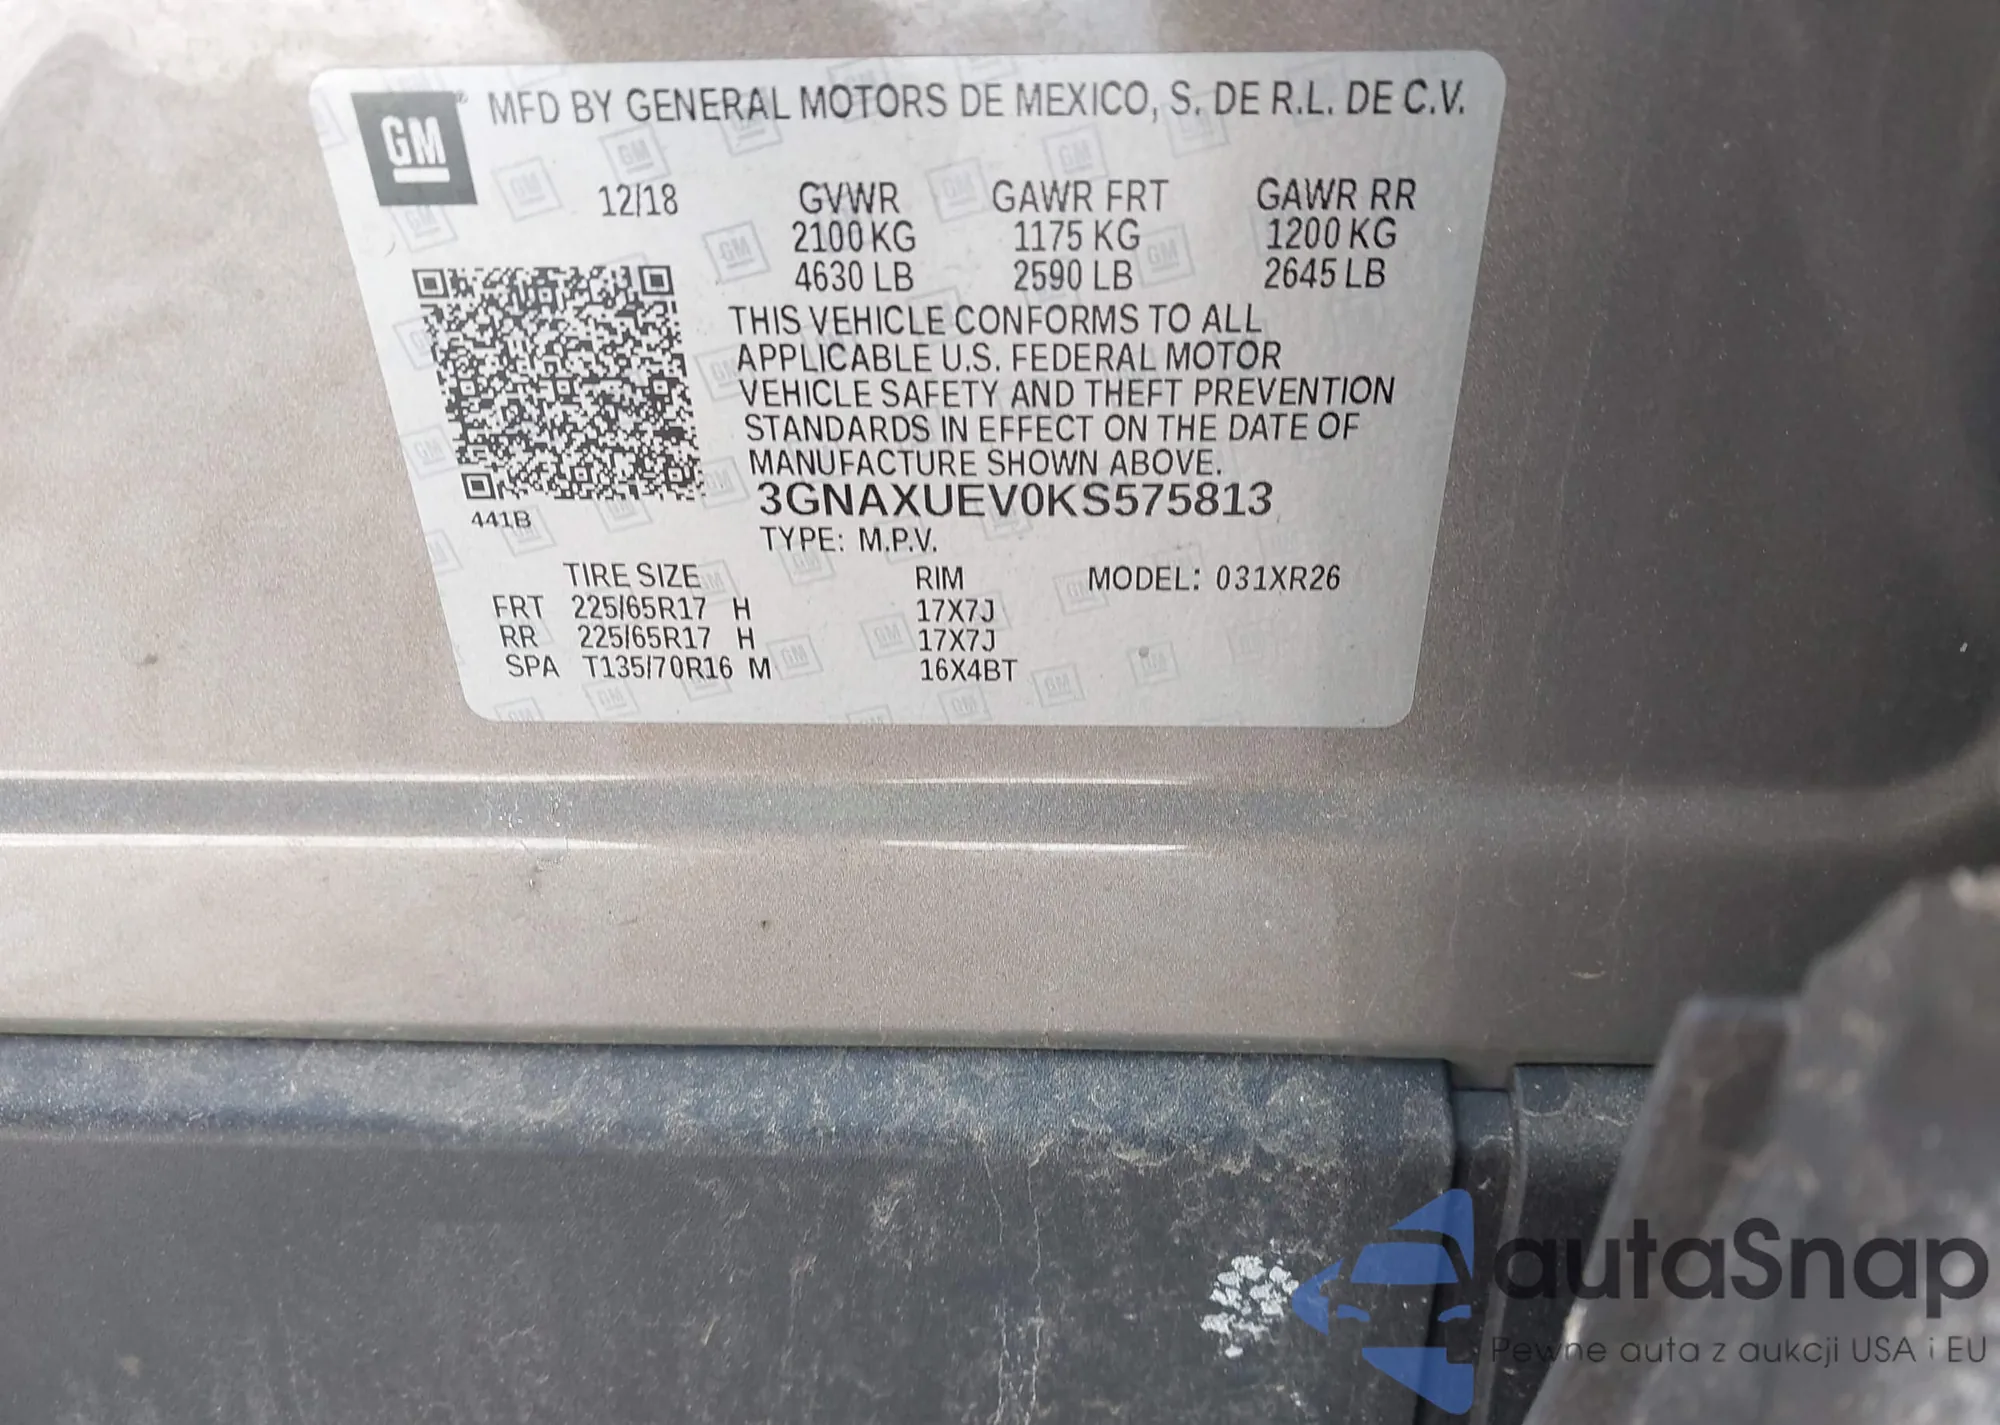 GM
MFD BY GENERAL MOTORS DE MEXICO, S. DE R.L. DE C.V.
12/18 GVWR GAWR FRT GAWR RR
2100 KG 1175 KG 1200 KG
4630 LB 2590 LB 2645 LB
THIS VEHICLE CONFORMS TO ALL
APPLICABLE U.S. FEDERAL MOTOR
VEHICLE SAFETY AND THEFT PREVENTION
STANDARDS IN EFFECT ON THE DATE OF
MANUFACTURE SHOWN ABOVE.
3GNAXUEV0KS575813
441B
TYPE: M.P.V.
TIRE SIZE RIM MODEL: 031XR26
FRT 225/65R17 H 17X7J
RR 225/65R17 H 17X7J
SPA T135/70R16 M 16X4BT
autaSnap
Pewne auta z aukcji USA i EU